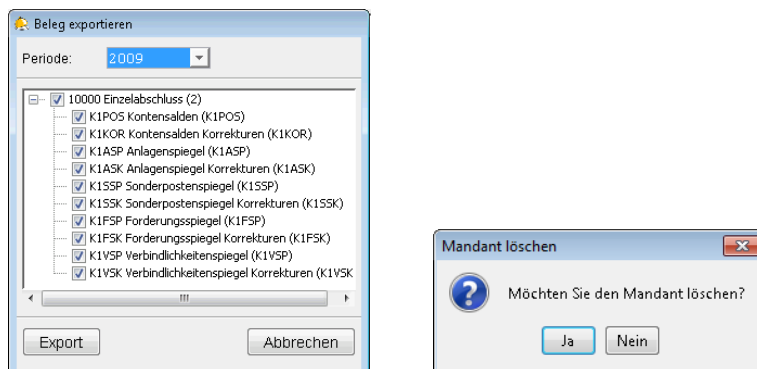 Beleg exportieren
Periode: 2009
10000 Einzelabschluss (2)
K1POS Kontensalden (K1POS)
K1KOR Kontensalden Korrekturen (K1KOR)
K1ASP Anlagenspiegel (K1ASP)
K1ASK Anlagenspiegel Korrekturen (K1ASK)
K1SSP Sonderpostenspiegel (K1SSP)
K1SSK Sonderpostenspiegel Korrekturen (K1SSK)
K1FSP Forderungsspiegel (K1FSP)
K1FSK Forderungsspiegel Korrekturen (K1FSK)
K1VSP Verbindlichkeitenspiegel (K1VSP)
K1VSK Verbindlichkeitenspiegel Korrekturen (K1VSK
Export Abbrechen
Mandant löschen
Möchten Sie den Mandant löschen?
Ja Nein